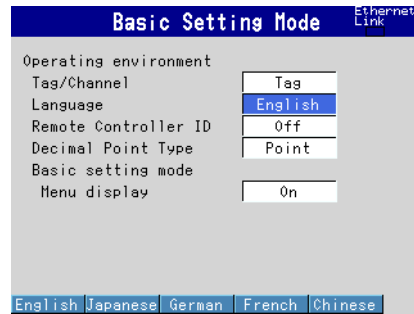 Basic Setting Mode
Ethernet
Link
Operating environment
Tag/Channel Tag
Language English
Remote Controller ID Off
Decimal Point Type Point
Basic setting mode
Menu display On
English Japanese German French Chinese